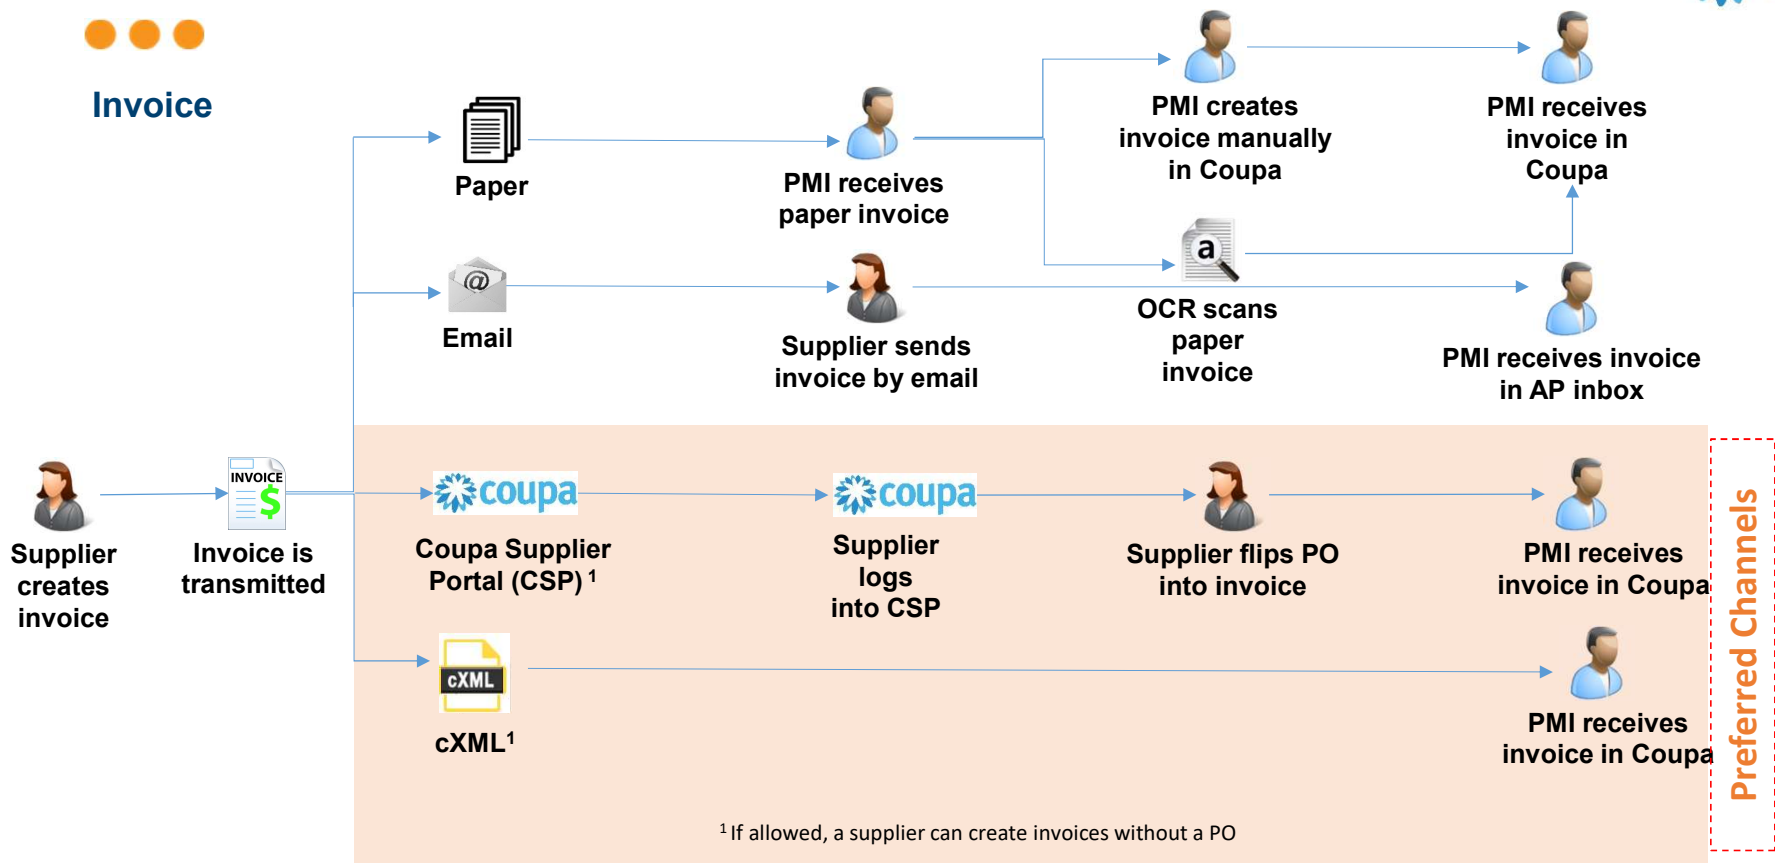 Invoice
Paper
PMI receives
paper invoice
PMI creates
invoice manually
in Coupa
PMI receives
invoice in
Coupa
@
Email
Supplier sends
invoice by email
a
OCR scans
paper
invoice
PMI receives invoice
in AP inbox
Supplier
creates
invoice
INVOICE
$
Invoice is
transmitted
coupa
Coupa Supplier
Portal (CSP) ¹
coupa
Supplier
logs
into CSP
Supplier flips PO
into invoice
PMI receives
invoice in Coupa
cXML
cXML¹
PMI receives
invoice in Coupa
Preferred Channels
¹ If allowed, a supplier can create invoices without a PO